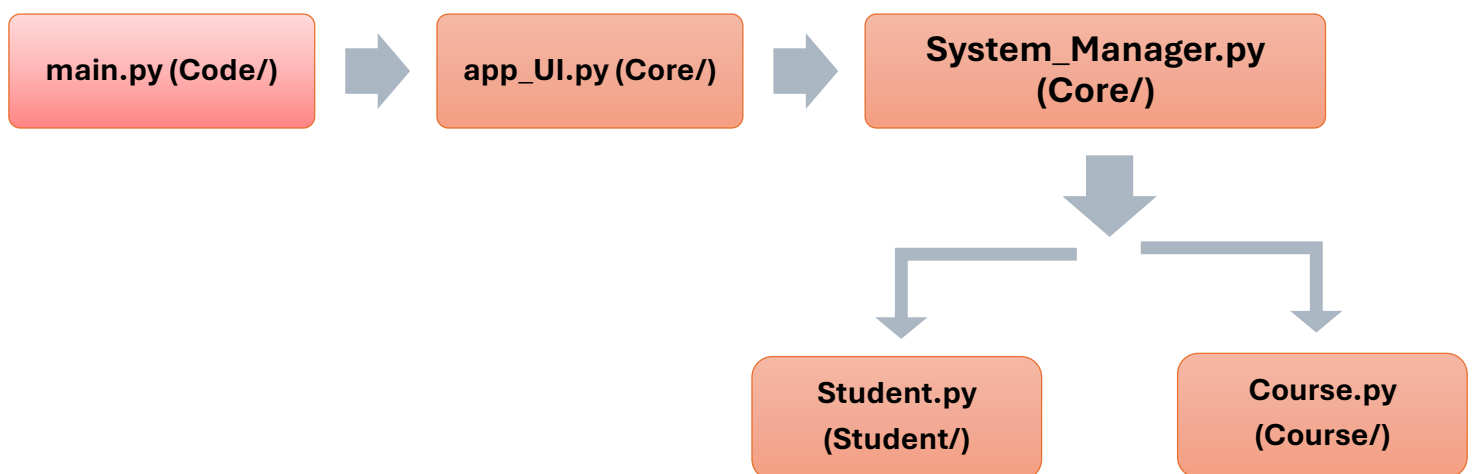 main.py (Code/)
app_UI.py (Core/)
System_Manager.py
(Core/)
Student.py
(Student/)
Course.py
(Course/)